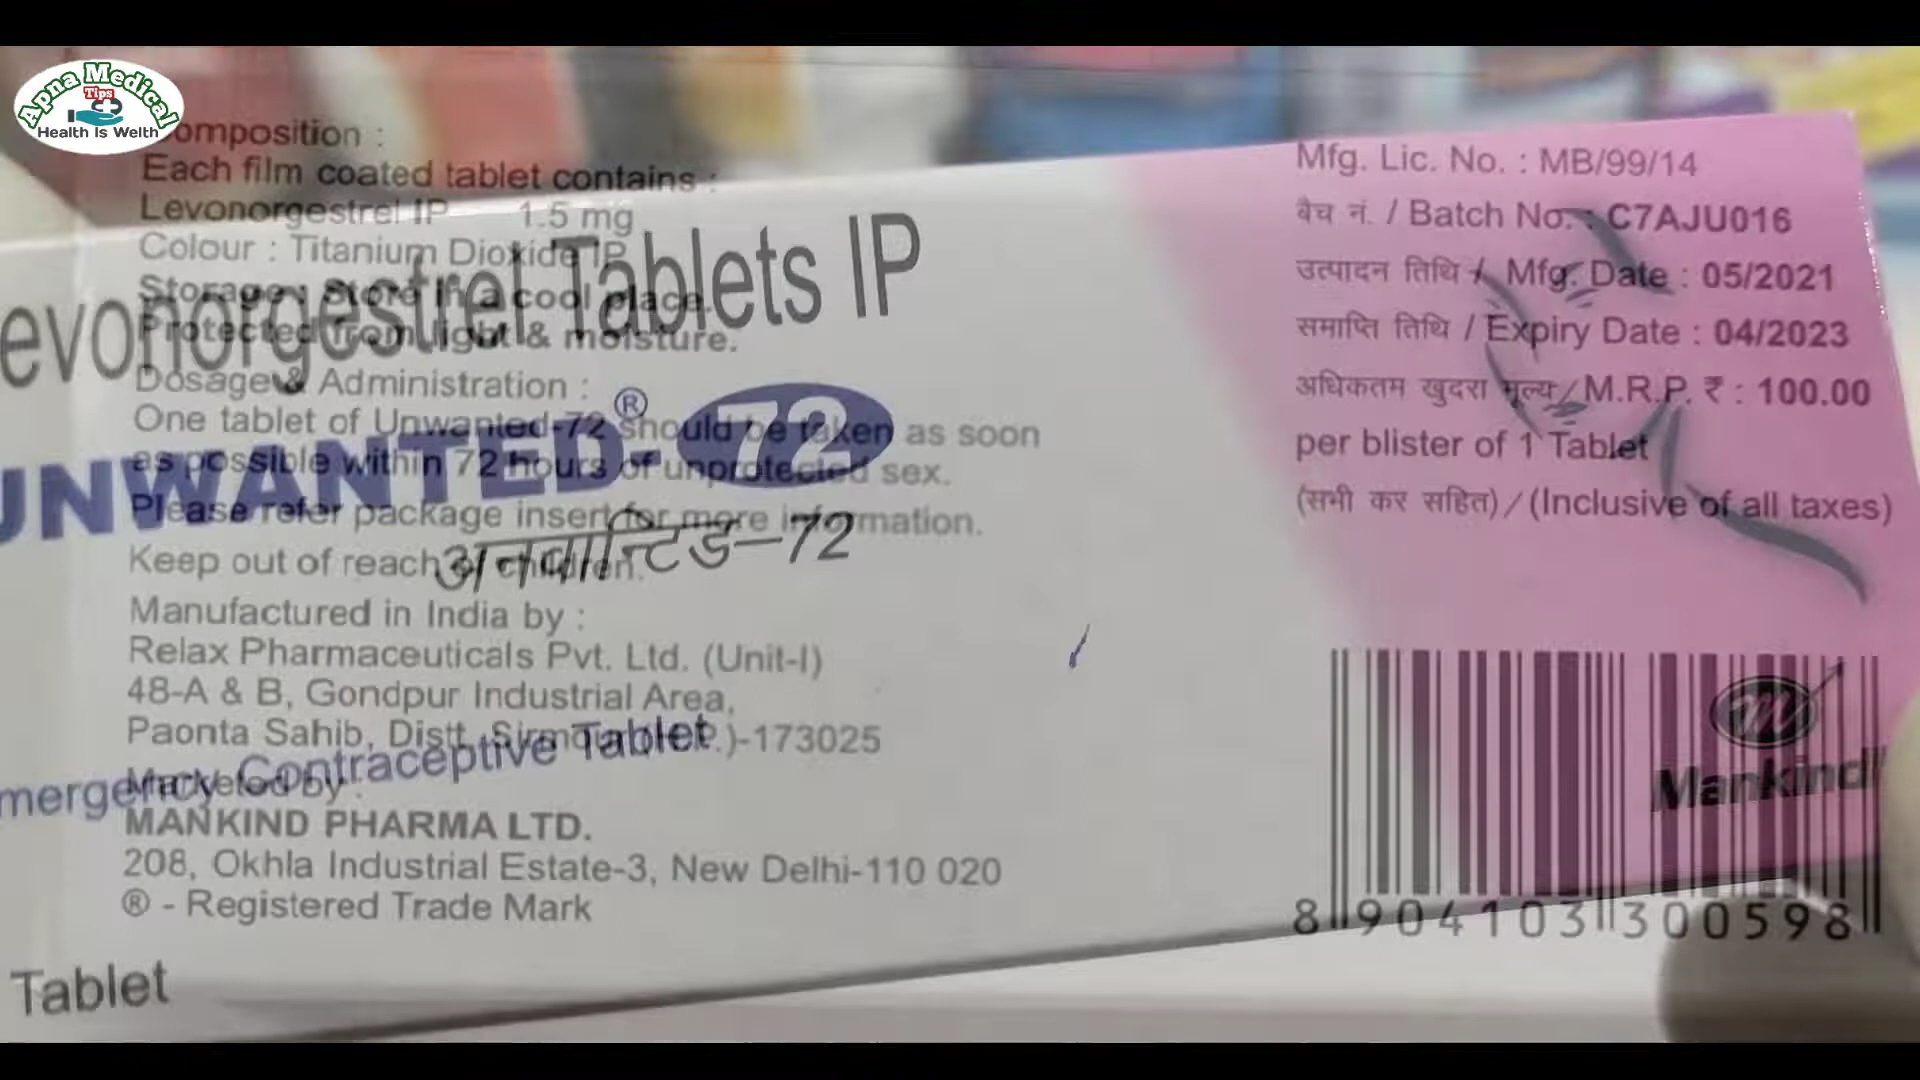 Apna Medical
Tips
Health Is Welth
omposition :
Each film coated tablet contains :
Levonorgestrel IP 1.5 mg
Colour : Titanium Dioxide IP
Storage : Store in a cool place.
Protected from light & moisture.
Dosage & Administration :
One tablet of Unwanted-72 should be taken as soon
as possible within 72 hours of unprotected sex.
Please refer package insert for more information.
Keep out of reach of children.
Manufactured in India by :
Relax Pharmaceuticals Pvt. Ltd. (Unit-I)
48-A & B, Gondpur Industrial Area,
Paonta Sahib, Distt. .P.)-173025
Marketed by :
MANKIND PHARMA LTD.
208, Okhla Industrial Estate-3, New Delhi-110 020
® - Registered Trade Mark
evonorgestrel Tablets IP
UNWANTED-72®
अनवान्टिड-72
mergency Contraceptive Tablet
Tablet
Mfg. Lic. No. : MB/99/14
बैच नं. / Batch No. : C7AJU016
उत्पादन तिथि / Mfg. Date : 05/2021
समाप्ति तिथि / Expiry Date : 04/2023
अधिकतम खुदरा मूल्य / M.R.P. ₹ : 100.00
per blister of 1 Tablet
(सभी कर सहित) / (Inclusive of all taxes)
m
Mankind
8 904103 300598